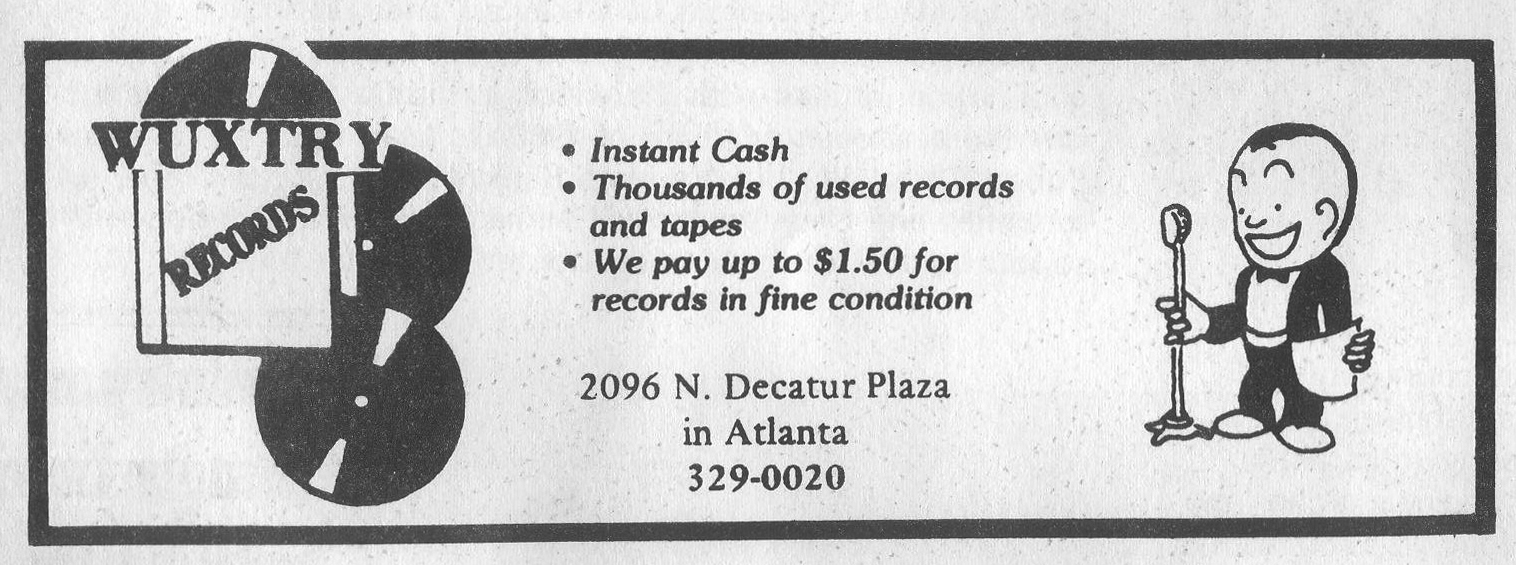 WUXTRY
RECORDS
• Instant Cash
• Thousands of used records
and tapes
• We pay up to $1.50 for
records in fine condition
2096 N. Decatur Plaza
in Atlanta
329-0020